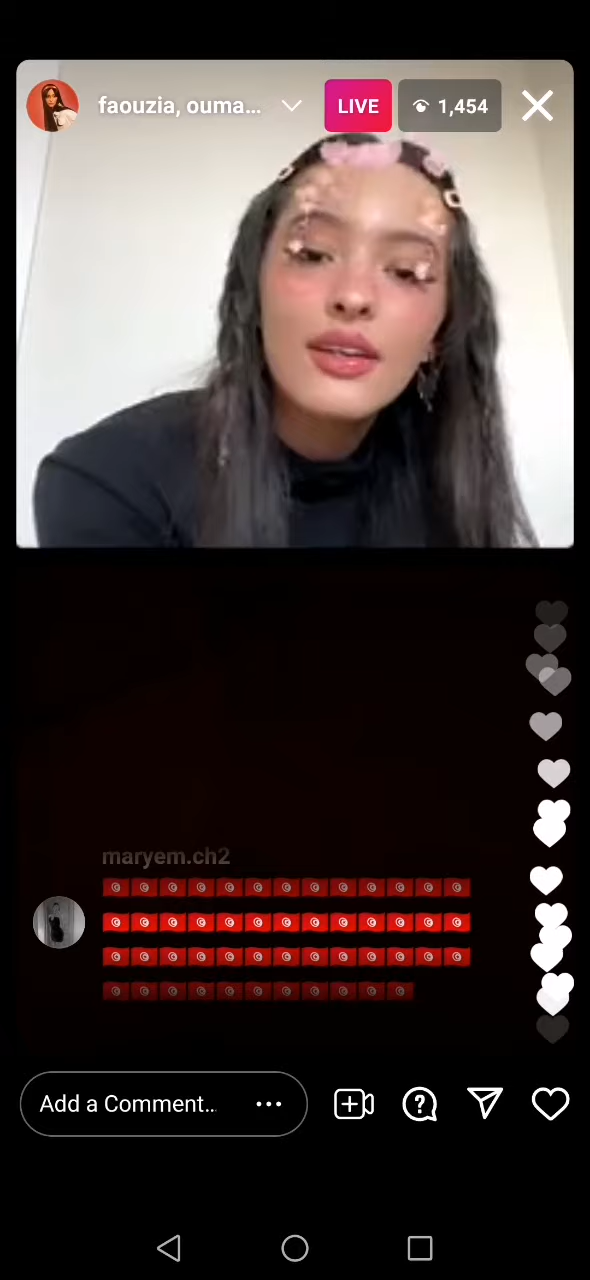 faouzia, ouma...
LIVE
1,454
maryem.ch2
🇹🇳🇹🇳🇹🇳🇹🇳🇹🇳🇹🇳🇹🇳🇹🇳🇹🇳🇹🇳🇹🇳🇹🇳🇹🇳
🇹🇳🇹🇳🇹🇳🇹🇳🇹🇳🇹🇳🇹🇳🇹🇳🇹🇳🇹🇳🇹🇳🇹🇳🇹🇳
🇹🇳🇹🇳🇹🇳🇹🇳🇹🇳🇹🇳🇹🇳🇹🇳🇹🇳🇹🇳🇹🇳🇹🇳🇹🇳
🇹🇳🇹🇳🇹🇳🇹🇳🇹🇳🇹🇳🇹🇳🇹🇳🇹🇳🇹🇳🇹🇳
Add a Comment...